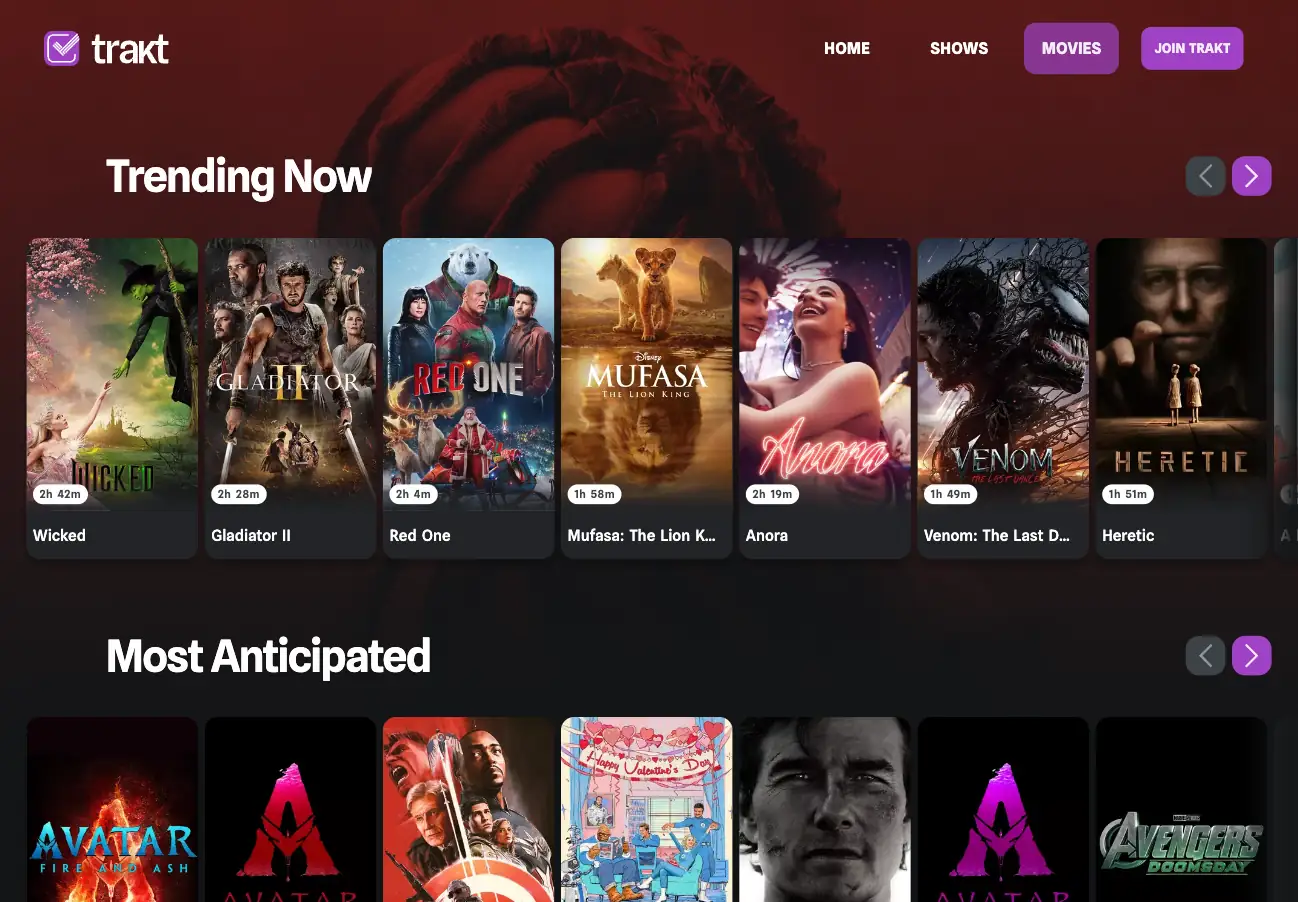 trakt
HOME
SHOWS
MOVIES
JOIN TRAKT
Trending Now
WICKED
2h 42m
Wicked
GLADIATOR
II
2h 28m
Gladiator II
RED ONE
2h 4m
Red One
Disney
MUFASA
THE LION KING
1h 58m
Mufasa: The Lion K...
Anora
2h 19m
Anora
VENOM
THE LAST DANCE
1h 49m
Venom: The Last D...
HERETIC
1h 51m
Heretic
A
Most Anticipated
AVATAR
FIRE AND ASH
AVATAR
Happy Valentine's Day
AVATAR
AVENGERS
DOOMSDAY